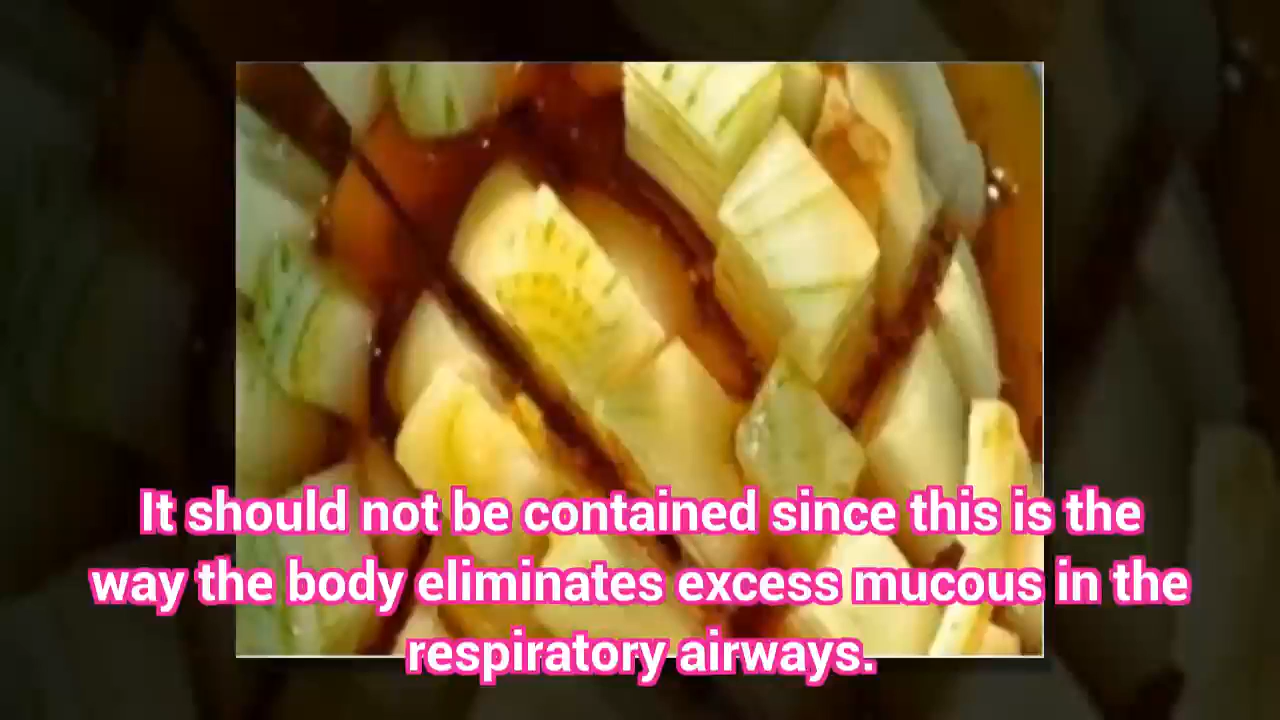 It should not be contained since this is the
way the body eliminates excess mucous in the
respiratory airways.